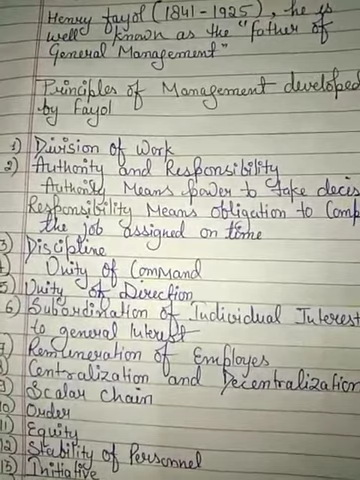 Henry fayol (1841-1925), he is
well known as the "father of
General Management"
Principles of Management developed
by Fayol
1) Division of Work
2) Authority and Responsibility
Authority Means power to take decis
Responsibility Means obligation to Comp
the job assigned on time
3) Discipline
Unity of Command
5) Unity of Direction
6) Subordination of Individual Interest
to general Interest
7) Remuneration of Employes
8 Centralization and Decentralization
9 Scalar Chain
10) Order
11) Equity
12) Stability of Personnel
13) Initiative